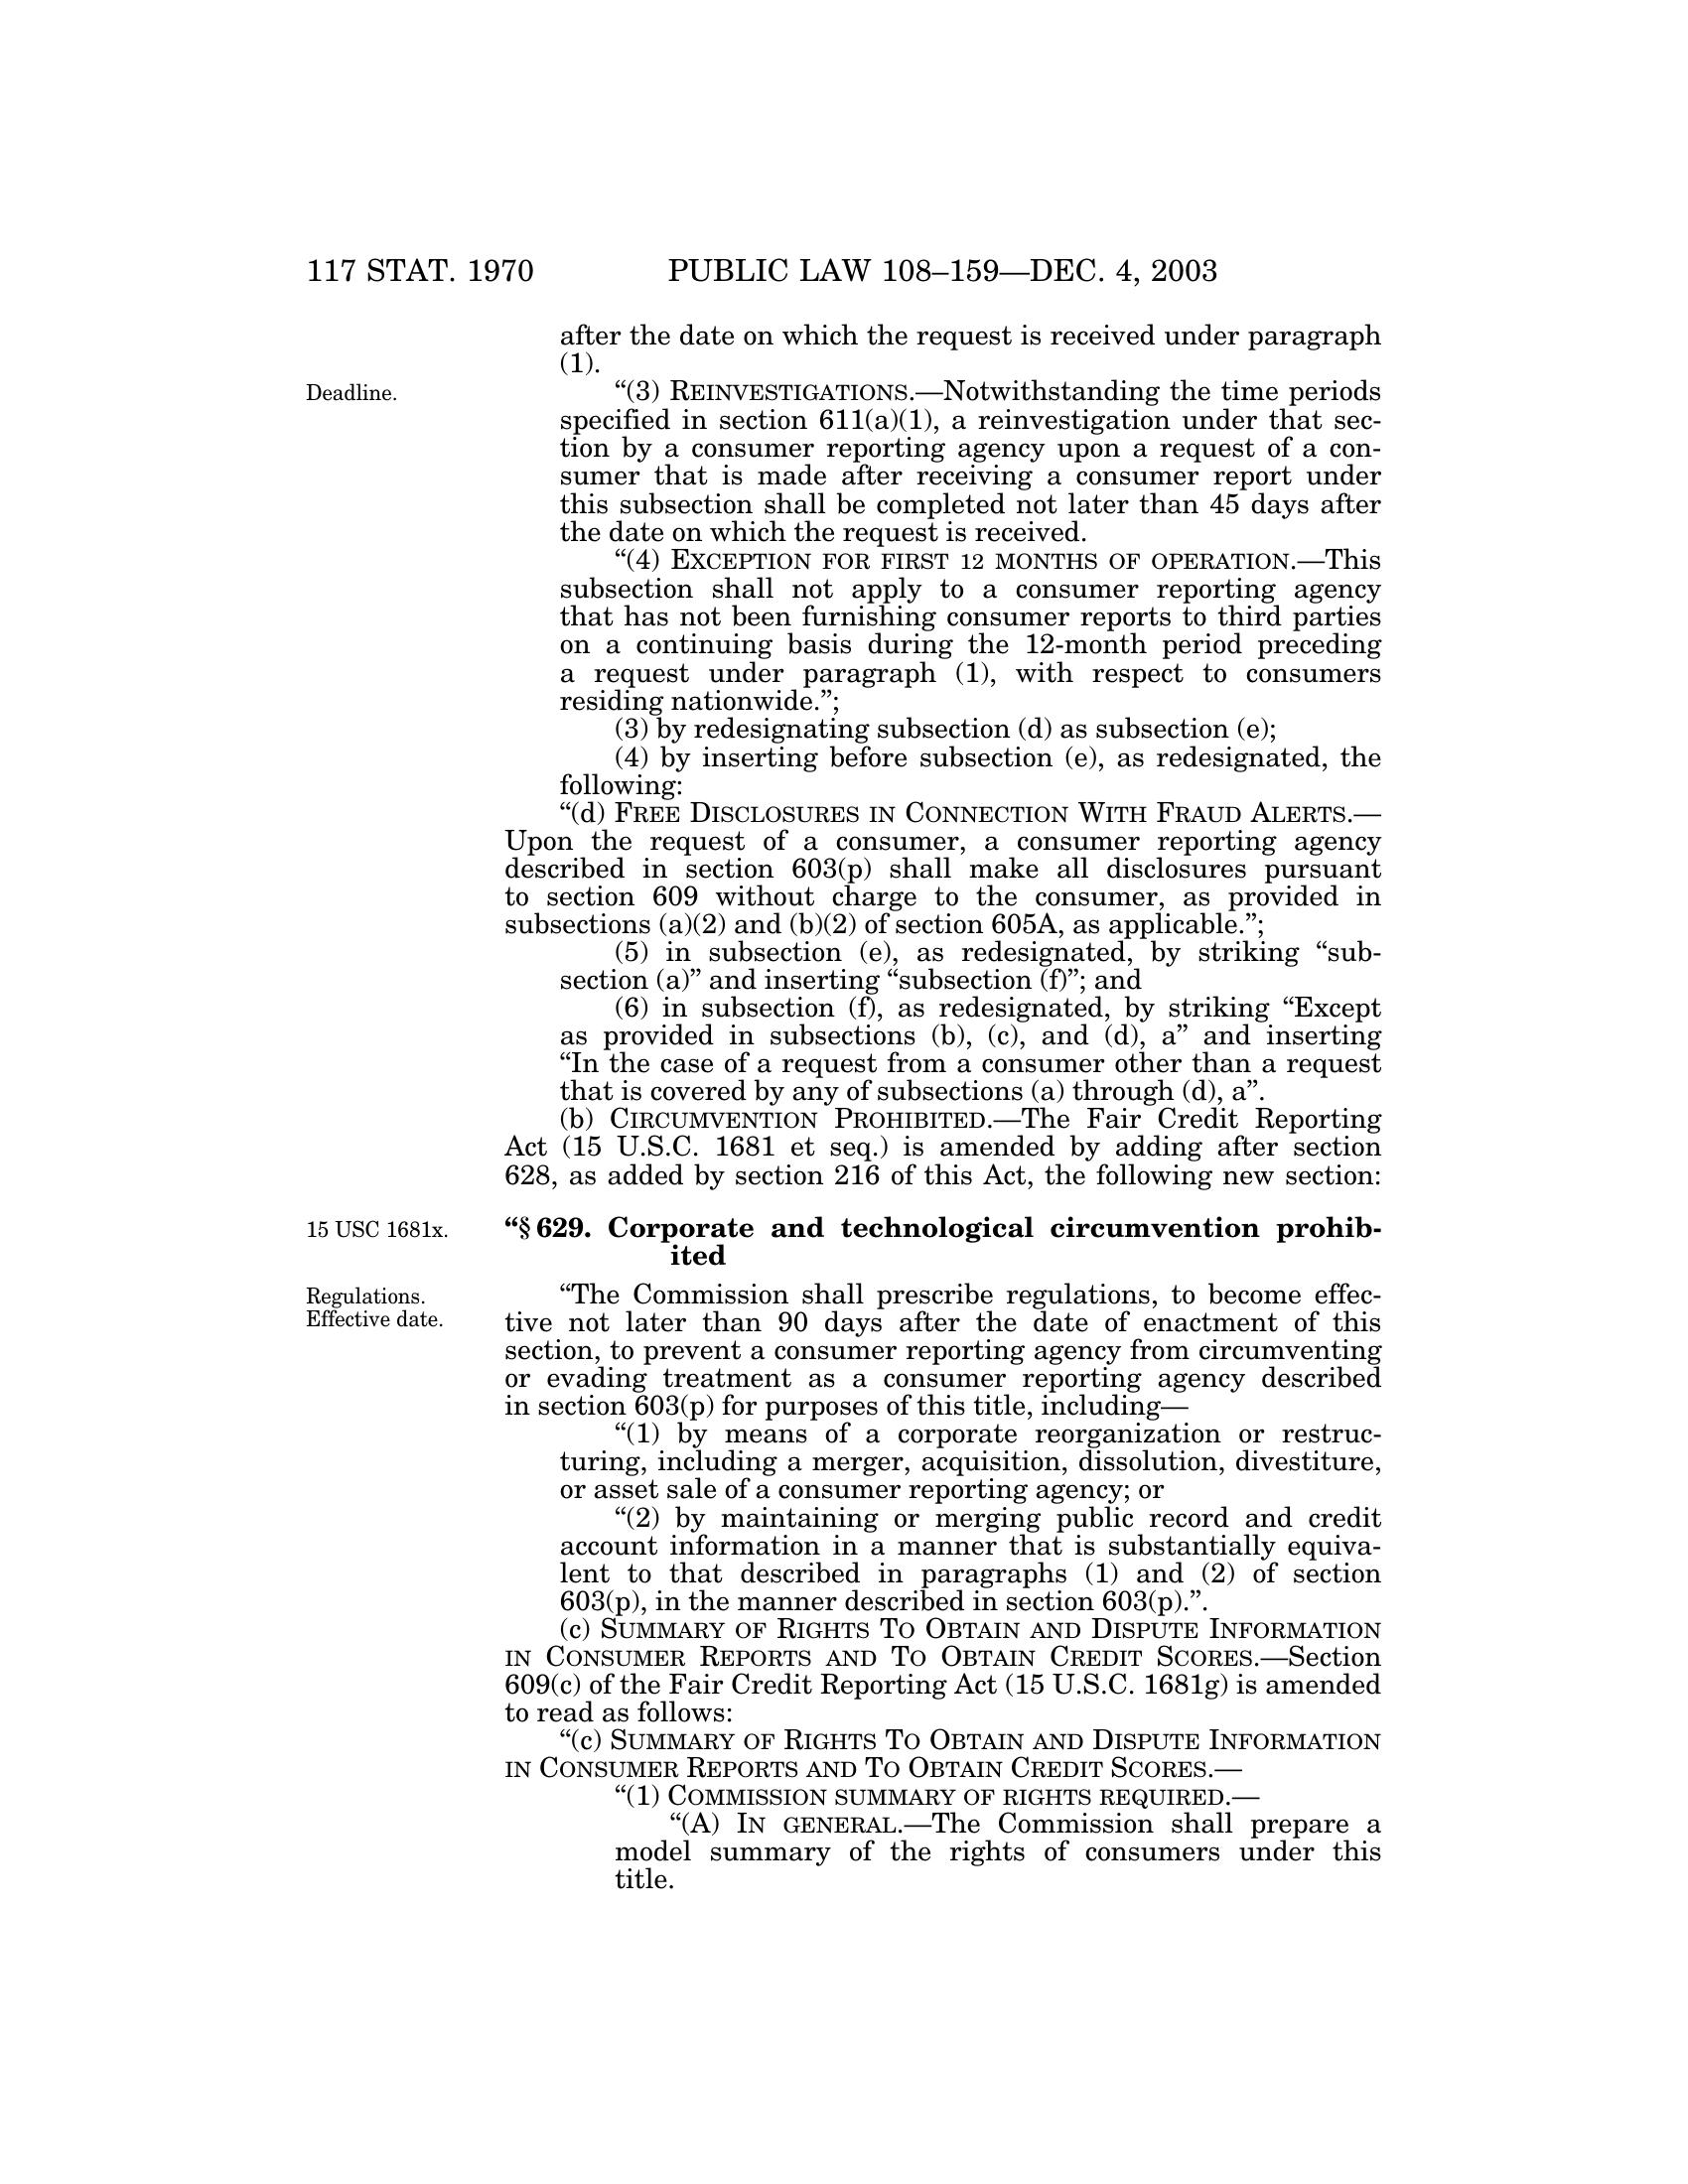 117 STAT. 1970
PUBLIC LAW 108–159—DEC. 4, 2003
after the date on which the request is received under paragraph
(1).
Deadline.
“(3) REINVESTIGATIONS.—Notwithstanding the time periods
specified in section 611(a)(1), a reinvestigation under that sec-
tion by a consumer reporting agency upon a request of a con-
sumer that is made after receiving a consumer report under
this subsection shall be completed not later than 45 days after
the date on which the request is received.
“(4) EXCEPTION FOR FIRST 12 MONTHS OF OPERATION.—This
subsection shall not apply to a consumer reporting agency
that has not been furnishing consumer reports to third parties
on a continuing basis during the 12-month period preceding
a request under paragraph (1), with respect to consumers
residing nationwide.”;
(3) by redesignating subsection (d) as subsection (e);
(4) by inserting before subsection (e), as redesignated, the
following:
“(d) FREE DISCLOSURES IN CONNECTION WITH FRAUD ALERTS.—
Upon the request of a consumer, a consumer reporting agency
described in section 603(p) shall make all disclosures pursuant
to section 609 without charge to the consumer, as provided in
subsections (a)(2) and (b)(2) of section 605A, as applicable.”;
(5) in subsection (e), as redesignated, by striking “sub-
section (a)” and inserting “subsection (f)”; and
(6) in subsection (f), as redesignated, by striking “Except
as provided in subsections (b), (c), and (d), a” and inserting
“In the case of a request from a consumer other than a request
that is covered by any of subsections (a) through (d), a”.
(b) CIRCUMVENTION PROHIBITED.—The Fair Credit Reporting
Act (15 U.S.C. 1681 et seq.) is amended by adding after section
628, as added by section 216 of this Act, the following new section:
15 USC 1681x.
“§ 629. Corporate and technological circumvention prohib-
ited
Regulations.
Effective date.
“The Commission shall prescribe regulations, to become effec-
tive not later than 90 days after the date of enactment of this
section, to prevent a consumer reporting agency from circumventing
or evading treatment as a consumer reporting agency described
in section 603(p) for purposes of this title, including—
“(1) by means of a corporate reorganization or restruc-
turing, including a merger, acquisition, dissolution, divestiture,
or asset sale of a consumer reporting agency; or
“(2) by maintaining or merging public record and credit
account information in a manner that is substantially equiva-
lent to that described in paragraphs (1) and (2) of section
603(p), in the manner described in section 603(p).”.
(c) SUMMARY OF RIGHTS TO OBTAIN AND DISPUTE INFORMATION
IN CONSUMER REPORTS AND TO OBTAIN CREDIT SCORES.—Section
609(c) of the Fair Credit Reporting Act (15 U.S.C. 1681g) is amended
to read as follows:
“(c) SUMMARY OF RIGHTS TO OBTAIN AND DISPUTE INFORMATION
IN CONSUMER REPORTS AND TO OBTAIN CREDIT SCORES.—
“(1) COMMISSION SUMMARY OF RIGHTS REQUIRED.—
“(A) IN GENERAL.—The Commission shall prepare a
model summary of the rights of consumers under this
title.